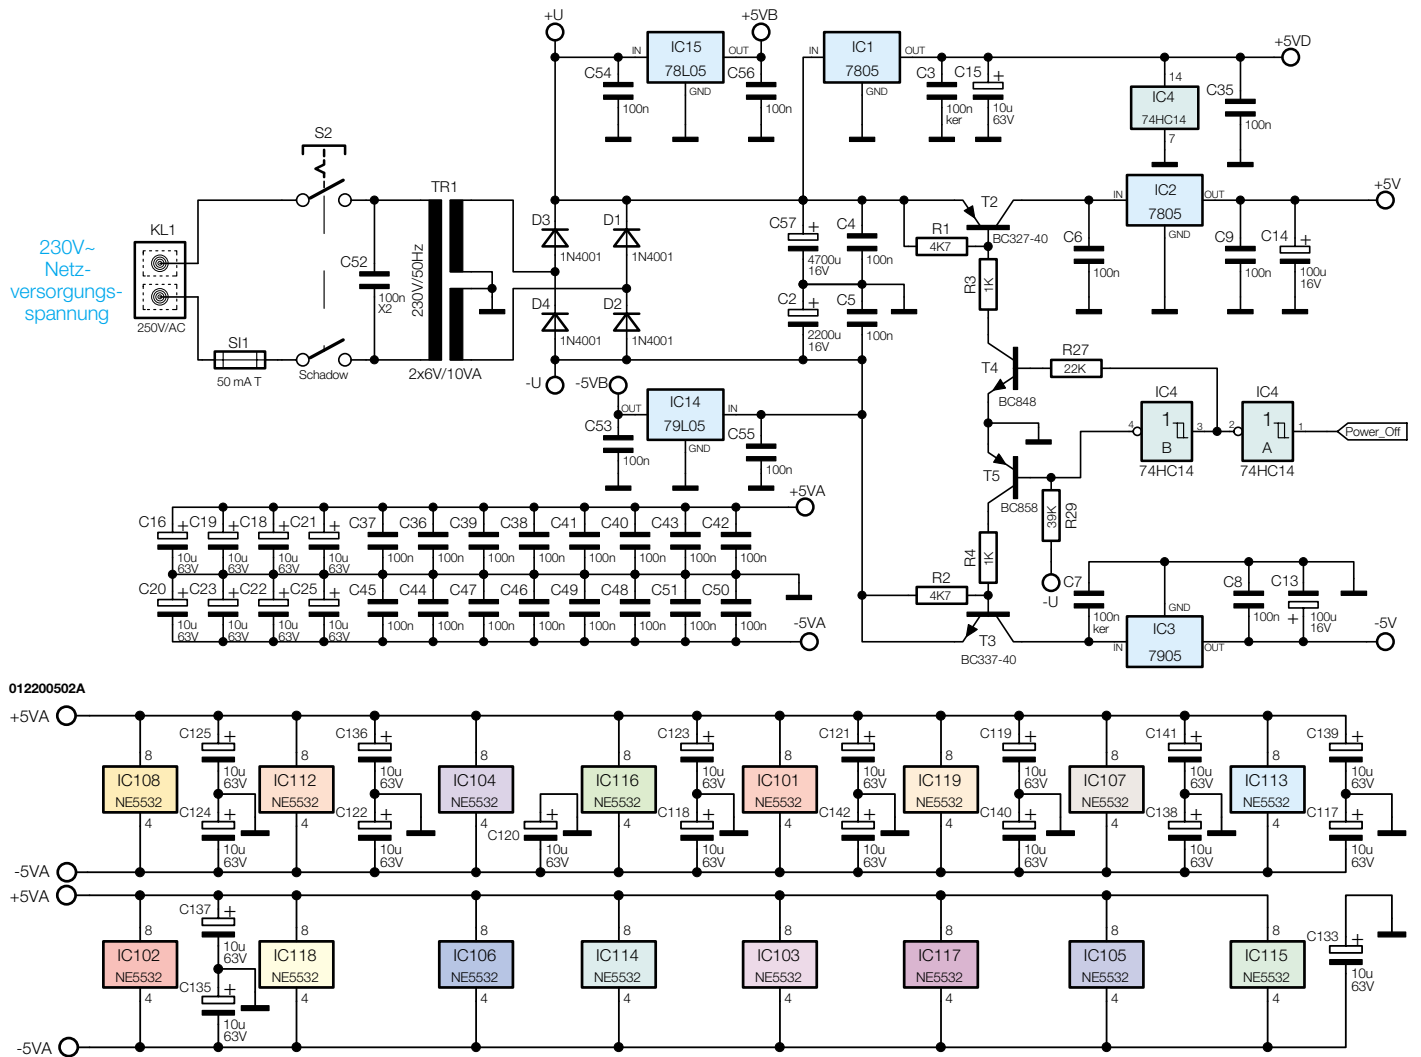 +U
+5VB
IN
IC15
78L05
OUT
GND
C54
100n
C56
100n
IN
IC1
7805
OUT
GND
C3
100n
ker
C15
+
10u
63V
+5VD
14
IC4
74HC14
7
C35
100n
S2
Schadow
230V~
Netz-
versorgungs-
spannung
KL1
250V/AC
SI1
50 mA T
C52
100n
X2
TR1
230V/50Hz
2x6V/10VA
D3
1N4001
D1
1N4001
D4
1N4001
D2
1N4001
-U
C57
+
4700u
16V
C4
100n
C2
+
2200u
16V
C5
100n
R1
4K7
T2
BC327-40
R3
1K
C6
100n
IN
IC2
7805
OUT
GND
C9
100n
C14
+
100u
16V
+5V
T4
BC848
R27
22K
IC4
1
B
74HC14
4
3
IC4
1
A
74HC14
2
1
Power_Off
T5
BC858
39K
R29
-U
R4
1K
R2
4K7
T3
BC337-40
C7
100n
ker
GND
IC3
7905
IN
OUT
C8
100n
C13
100u
16V
+
-5V
-5VB
OUT
IC14
79L05
IN
GND
C53
100n
C55
100n
+5VA
C16
+
10u
63V
C19
+
10u
63V
C18
+
10u
63V
C21
+
10u
63V
C37
100n
C36
100n
C39
100n
C38
100n
C41
100n
C40
100n
C43
100n
C42
100n
C20
+
10u
63V
C23
+
10u
63V
C22
+
10u
63V
C25
+
10u
63V
C45
100n
C44
100n
C47
100n
C46
100n
C49
100n
C48
100n
C51
100n
C50
100n
-5VA
012200502A
+5VA
8
IC108
NE5532
4
C125
+
10u
63V
C124
+
10u
63V
8
IC112
NE5532
4
C136
+
10u
63V
C122
+
10u
63V
8
IC104
NE5532
4
C120
+
10u
63V
8
IC116
NE5532
4
C123
+
10u
63V
C118
+
10u
63V
8
IC101
NE5532
4
C121
+
10u
63V
C142
+
10u
63V
8
IC119
NE5532
4
C119
+
10u
63V
C140
+
10u
63V
8
IC107
NE5532
4
C141
+
10u
63V
C138
+
10u
63V
8
IC113
NE5532
4
C139
+
10u
63V
C117
+
10u
63V
-5VA
+5VA
8
IC102
NE5532
4
C137
+
10u
63V
C135
+
10u
63V
8
IC118
NE5532
4
8
IC106
NE5532
4
8
IC114
NE5532
4
8
IC103
NE5532
4
8
IC117
NE5532
4
8
IC105
NE5532
4
8
IC115
NE5532
4
C133
+
10u
63V
-5VA